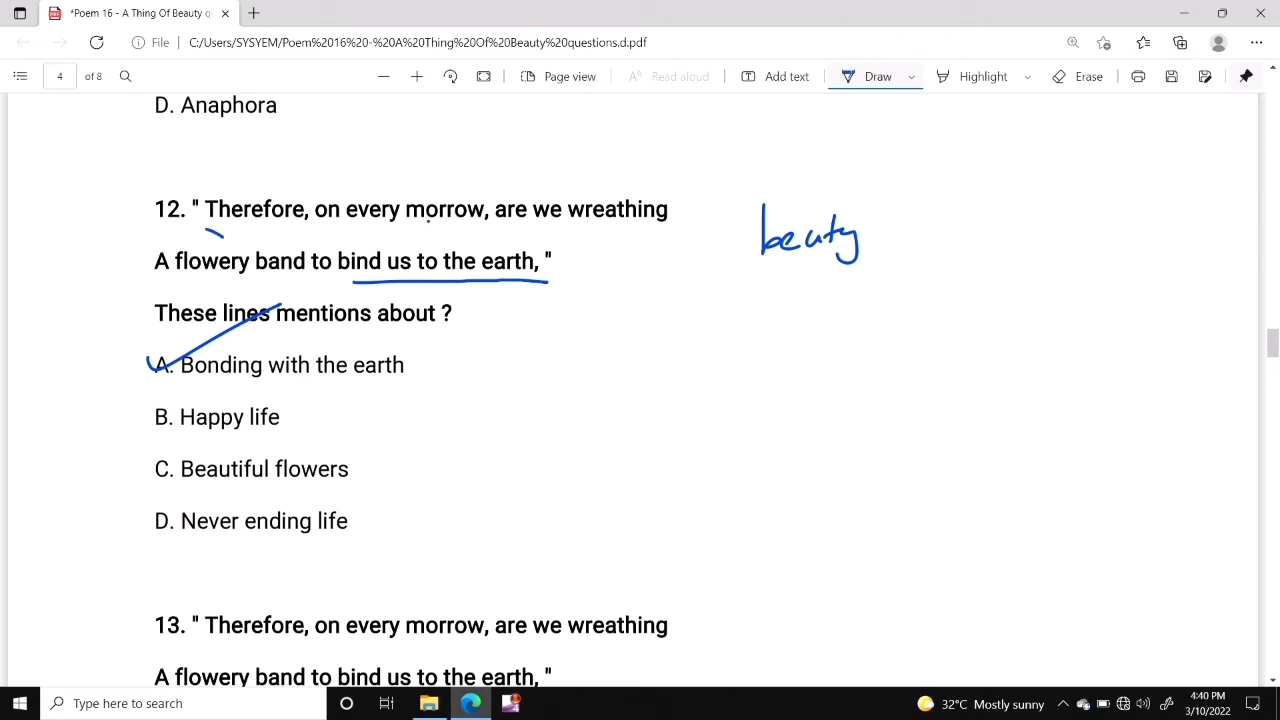 *Poem 16 - A Thing Of Beauty q
File C:/Users/SYSYEM/Poem%2016%20-%20A%20Thing%20Of%20Beauty%20questions.d.pdf
4 of 8 Page view Read aloud Add text Draw Highlight Erase
D. Anaphora
12. " Therefore, on every morrow, are we wreathing
beauty
A flowery band to bind us to the earth, "
These lines mentions about ?
A. Bonding with the earth
B. Happy life
C. Beautiful flowers
D. Never ending life
13. " Therefore, on every morrow, are we wreathing
A flowery band to bind us to the earth, "
Type here to search 32°C Mostly sunny 4:40 PM
3/10/2022